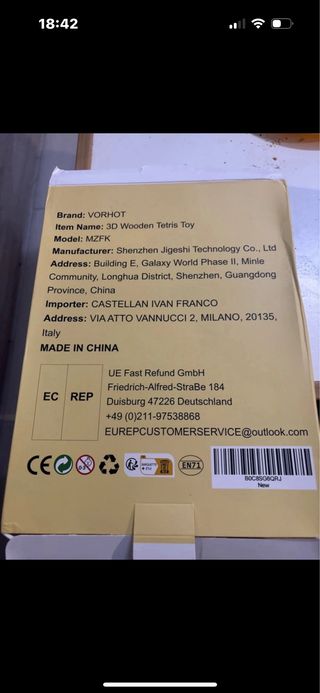 18:42
Brand: VORHOT
Item Name: 3D Wooden Tetris Toy
Model: MZFK
Manufacturer: Shenzhen Jigeshi Technology Co., Ltd
Address: Building E, Galaxy World Phase II, Minle
Community, Longhua District, Shenzhen, Guangdong
Province, China
Importer: CASTELLAN IVAN FRANCO
Address: VIA ATTO VANNUCCI 2, MILANO, 20135,
Italy
MADE IN CHINA
EC REP
UE Fast Refund GmbH
Friedrich-Alfred-StraBe 184
Duisburg 47226 Deutschland
+49 (0)211-97538868
EUREPCUSTOMERSERVICE@outlook.com
CE
0-3
EN71
B0C8SG6QRJ
New